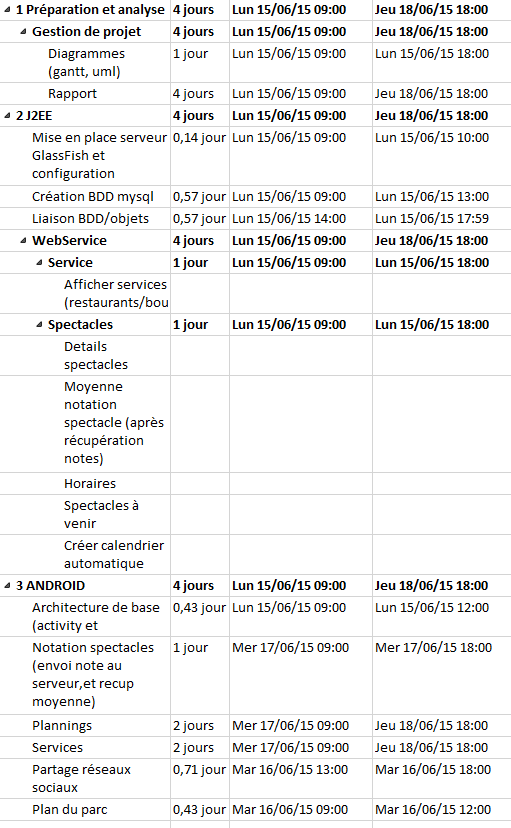 1 Préparation et analyse 4 jours Lun 15/06/15 09:00 Jeu 18/06/15 18:00
Gestion de projet 4 jours Lun 15/06/15 09:00 Jeu 18/06/15 18:00
Diagrammes 1 jour Lun 15/06/15 09:00 Lun 15/06/15 18:00
(gantt, uml)
Rapport 4 jours Lun 15/06/15 09:00 Jeu 18/06/15 18:00
2 J2EE 4 jours Lun 15/06/15 09:00 Jeu 18/06/15 18:00
Mise en place serveur 0,14 jour Lun 15/06/15 09:00 Lun 15/06/15 10:00
GlassFish et
configuration
Création BDD mysql 0,57 jour Lun 15/06/15 09:00 Lun 15/06/15 13:00
Liaison BDD/objets 0,57 jour Lun 15/06/15 14:00 Lun 15/06/15 17:59
WebService 4 jours Lun 15/06/15 09:00 Jeu 18/06/15 18:00
Service 1 jour Lun 15/06/15 09:00 Lun 15/06/15 18:00
Afficher services
(restaurants/bou
Spectacles 1 jour Lun 15/06/15 09:00 Lun 15/06/15 18:00
Details
spectacles
Moyenne
notation
spectacle (après
récupération
notes)
Horaires
Spectacles à
venir
Créer calendrier
automatique
3 ANDROID 4 jours Lun 15/06/15 09:00 Jeu 18/06/15 18:00
Architecture de base 0,43 jour Lun 15/06/15 09:00 Lun 15/06/15 12:00
(activity et
Notation spectacles 1 jour Mer 17/06/15 09:00 Mer 17/06/15 18:00
(envoi note au
serveur,et recup
moyenne)
Plannings 2 jours Mer 17/06/15 09:00 Jeu 18/06/15 18:00
Services 2 jours Mer 17/06/15 09:00 Jeu 18/06/15 18:00
Partage réseaux 0,71 jour Mar 16/06/15 13:00 Mar 16/06/15 18:00
sociaux
Plan du parc 0,43 jour Mar 16/06/15 09:00 Mar 16/06/15 12:00